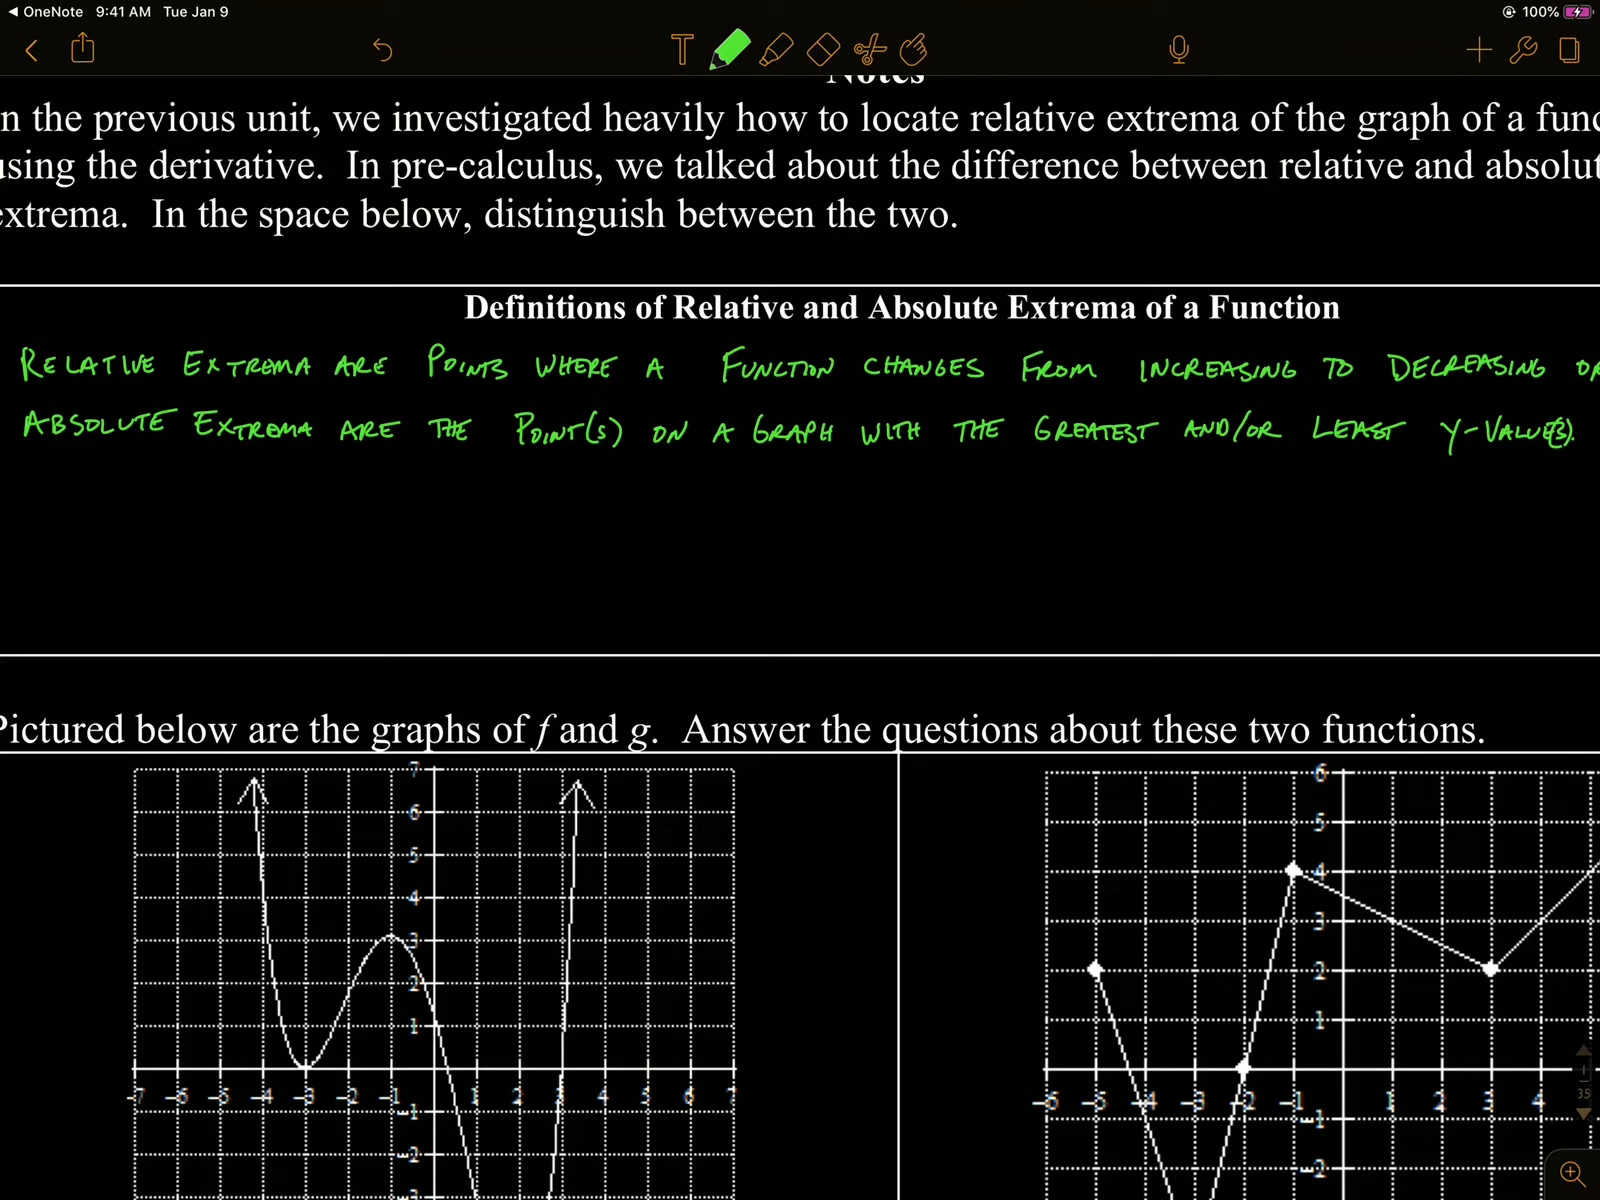 OneNote 9:41 AM Tue Jan 9 100%
Notes
n the previous unit, we investigated heavily how to locate relative extrema of the graph of a func
using the derivative. In pre-calculus, we talked about the difference between relative and absolut
extrema. In the space below, distinguish between the two.
Definitions of Relative and Absolute Extrema of a Function
RELATIVE EXTREMA ARE POINTS WHERE A FUNCTION CHANGES FROM INCREASING TO DECREASING OR
ABSOLUTE EXTREMA ARE THE POINT(S) ON A GRAPH WITH THE GREATEST AND/OR LEAST Y-VALUE(S).
Pictured below are the graphs of f and g. Answer the questions about these two functions.
7
6
5
4
3
2
1
-7 -6 -5 -4 -3 -2 -1 1 2 3 4 5 6 7
-1
-2
-3
6
5
4
3
2
1
-6 -5 -4 -3 -2 -1 1 2 3 4
-1
-2
35